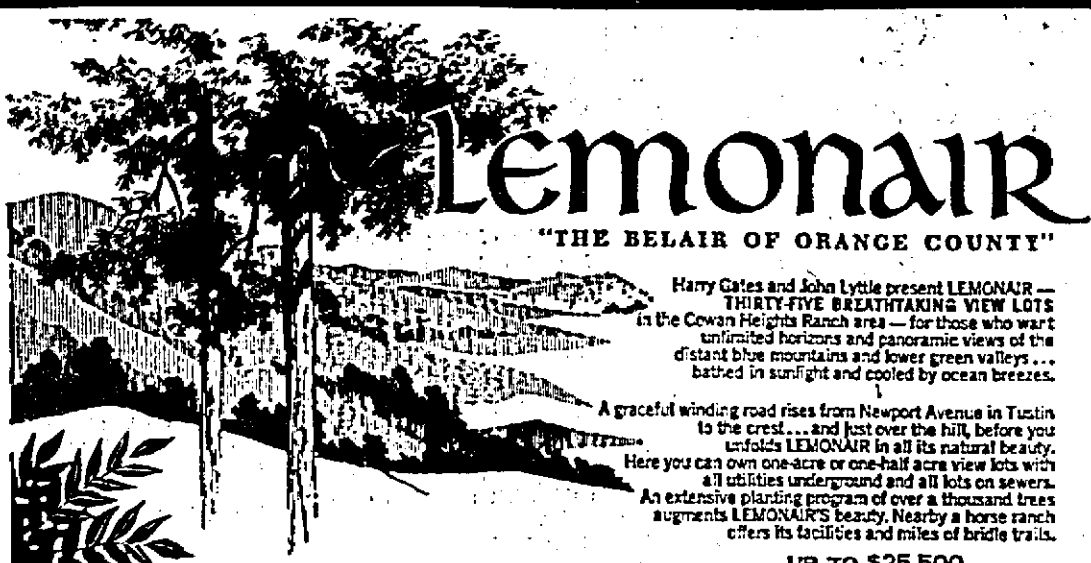 Lemonair
"THE BELAIR OF ORANGE COUNTY"
Harry Gates and John Lyttle present LEMONAIR —
THIRTY-FIVE BREATHTAKING VIEW LOTS
in the Cowan Heights Ranch area — for those who want
unlimited horizons and panoramic views of the
distant blue mountains and lower green valleys ...
bathed in sunlight and cooled by ocean breezes.
A graceful winding road rises from Newport Avenue in Tustin
to the crest ... and just over the hill, before you
unfolds LEMONAIR in all its natural beauty.
Here you can own one-acre or one-half acre view lots with
all utilities underground and all lots on sewers.
An extensive planting program of over a thousand trees
augments LEMONAIR'S beauty. Nearby a horse ranch
offers its facilities and miles of bridle trails.
UP TO $25,500